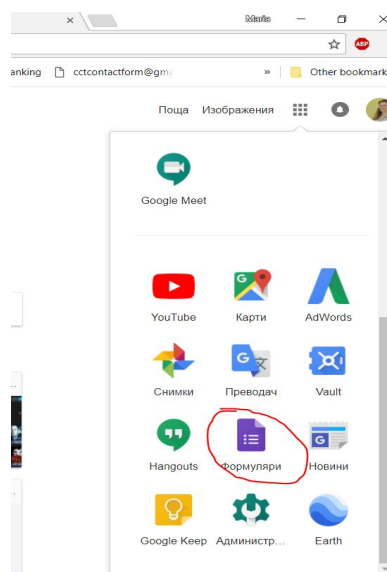 Maria
ABP
anking cctcontactform@gma » Other bookmark
Поща Изображения
Google Meet
YouTube Карти AdWords
Снимки Преводач Vault
Hangouts Формуляри Новини
Google Keep Администр... Earth